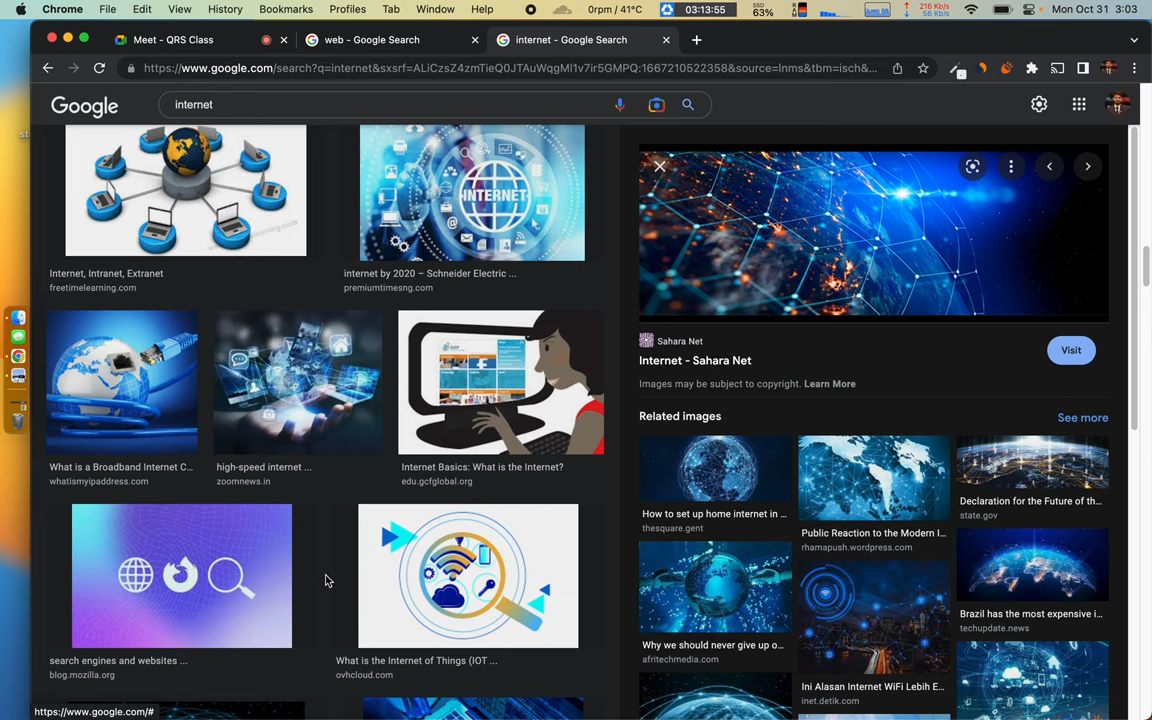 Chrome File Edit View History Bookmarks Profiles Tab Window Help 0rpm / 41°C 03:13:55 SSD 63% 216 Kb/s 56 Kb/s Mon Oct 31 3:03
Meet - QRS Class
web - Google Search
internet - Google Search
https://www.google.com/search?q=internet&sxsrf=ALiCzsZ4zmTieQ0JTAuWqgMl1v7ir5GMPQ:1667210522358&source=lnms&tbm=isch&...
Google
internet
INTERNET
Internet, Intranet, Extranet
freetimelearning.com
internet by 2020 – Schneider Electric ...
premiumtimesng.com
What is a Broadband Internet C...
whatismyipaddress.com
high-speed internet ...
zoomnews.in
Internet Basics: What is the Internet?
edu.gcfglobal.org
search engines and websites ...
blog.mozilla.org
What is the Internet of Things (IOT ...
ovhcloud.com
https://www.google.com/#
Sahara Net
Internet - Sahara Net
Visit
Images may be subject to copyright. Learn More
Related images
See more
How to set up home internet in ...
thesquare.gent
Public Reaction to the Modern I...
rhamapush.wordpress.com
Declaration for the Future of th...
state.gov
Why we should never give up o...
afritechmedia.com
Ini Alasan Internet WiFi Lebih E...
inet.detik.com
Brazil has the most expensive i...
techupdate.news